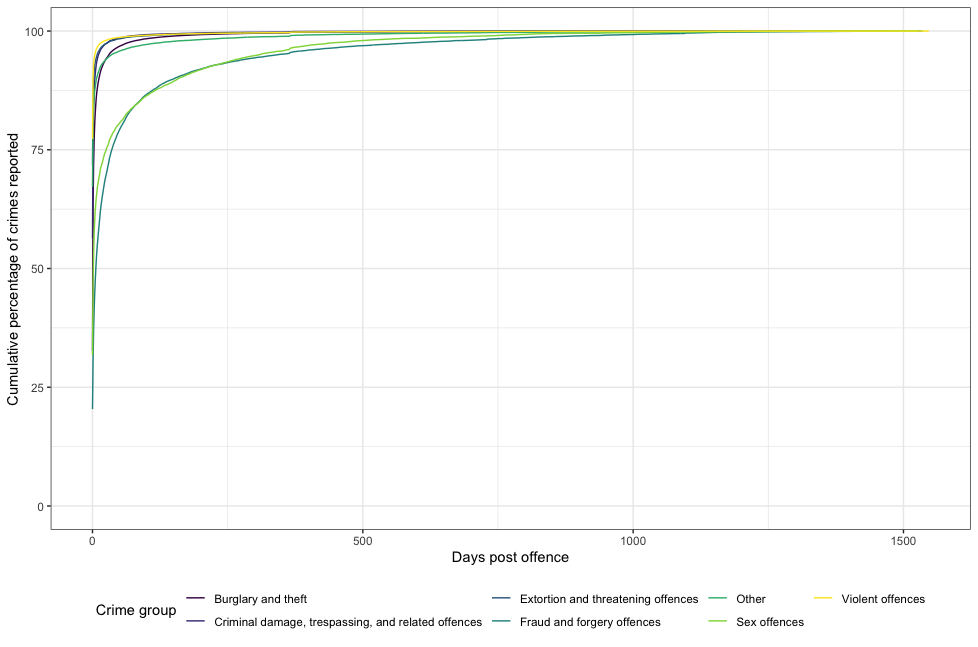 100
75
50
25
0
Cumulative percentage of crimes reported
0 500 1000 1500
Days post offence
Crime group
Burglary and theft Extortion and threatening offences Other Violent offences
Criminal damage, trespassing, and related offences Fraud and forgery offences Sex offences